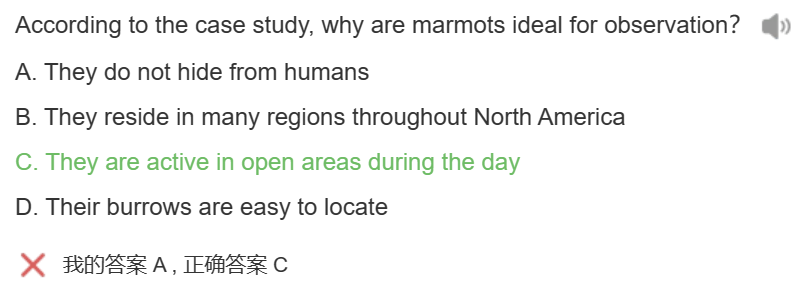 According to the case study, why are marmots ideal for observation?
A. They do not hide from humans
B. They reside in many regions throughout North America
C. They are active in open areas during the day
D. Their burrows are easy to locate
我的答案 A , 正确答案 C